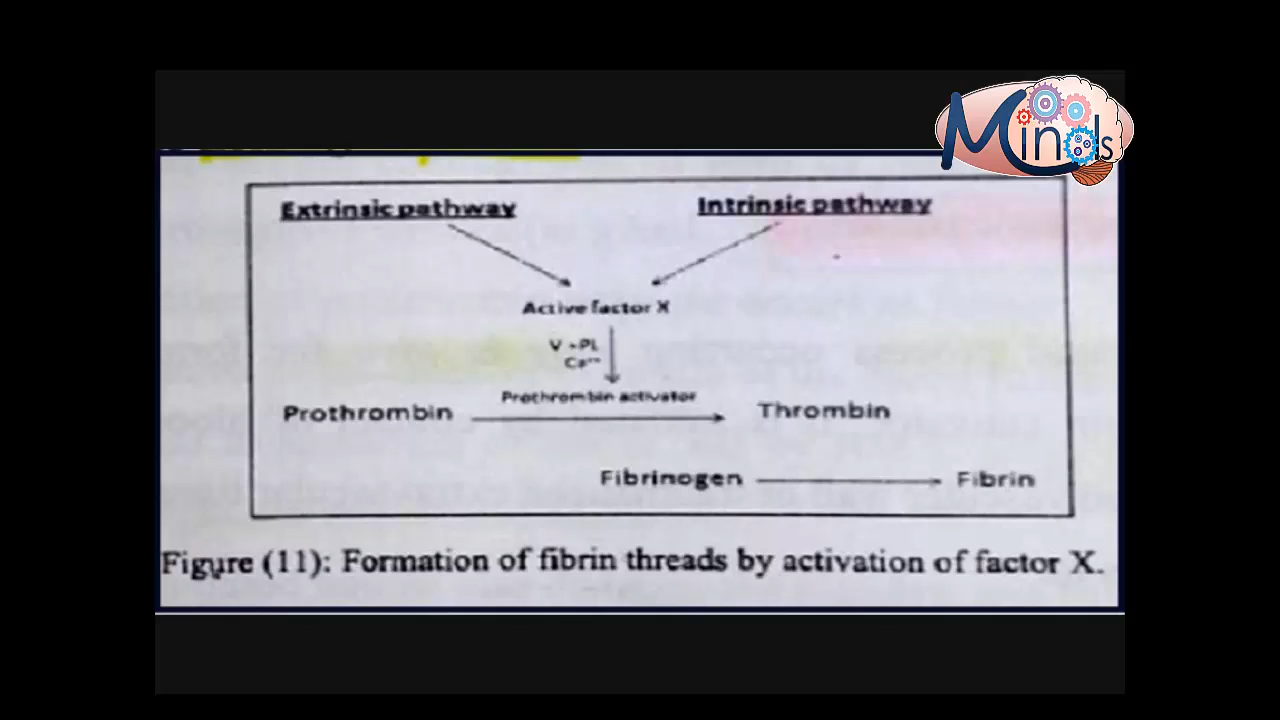 Minds
Extrinsic pathway
Intrinsic pathway
Active factor X
V +PL
Ca++
Prothrombin activator
Prothrombin
Thrombin
Fibrinogen
Fibrin
Figure (11): Formation of fibrin threads by activation of factor X.